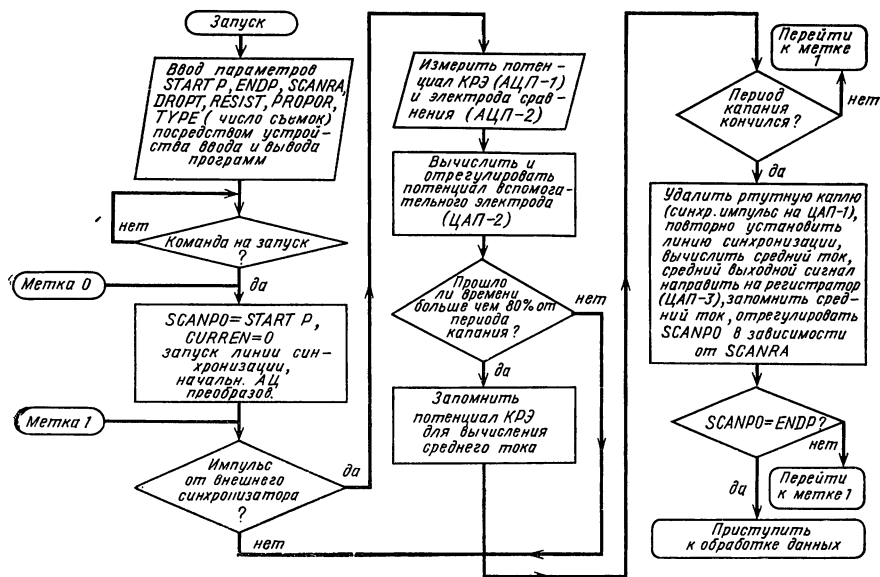 Запуск
Ввод параметров
START P, ENDP, SCANRA,
DROPT, RESIST, PROPOR,
TYPE ( число съемок)
посредством устрой-
ства ввода и вывода
программ
нет
Команда на запуск
?
Метка 0
да
SCANPO=START P,
CURREN=0
запуск линии син-
хронизации,
начальн. АЦ
преобразов.
Метка 1
Импульс
от внешнего
синхронизатора
?
да
нет
Измерить потен-
циал КРЭ (АЦП-1)
и электрода срав-
нения (АЦП-2)
Вычислить и
отрегулировать
потенциал вспомога-
тельного электрода
(ЦАП-2)
Прошло
ли времени
больше чем 80% от
периода
капания?
нет
да
Запомнить
потенциал КРЭ
для вычисления
среднего тока
Перейти
к метке
1
Период
капания
кончился?
нет
да
Удалить ртутную каплю
(синхр. импульс на ЦАП-1),
повторно установить
линию синхронизации,
вычислить средний ток,
средний выходной сигнал
направить на регистратор
(ЦАП-3), запомнить сред-
ний ток, отрегулировать
SCANPO в зависимости
от SCANRA
SCANPO=ENDP?
нет
да
Перейти
к метке 1
Приступить
к обработке данных